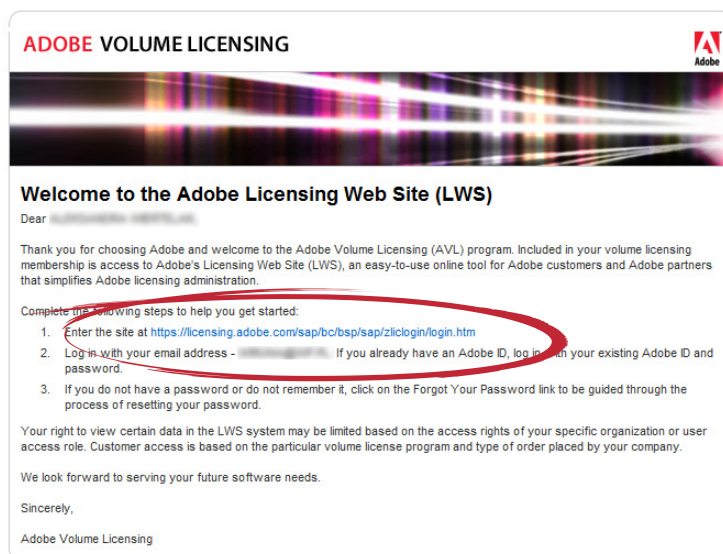 ADOBE VOLUME LICENSING
Adobe
Welcome to the Adobe Licensing Web Site (LWS)
Dear
Thank you for choosing Adobe and welcome to the Adobe Volume Licensing (AVL) program. Included in your volume licensing
membership is access to Adobe's Licensing Web Site (LWS), an easy-to-use online tool for Adobe customers and Adobe partners
that simplifies Adobe licensing administration.
Complete the following steps to help you get started:
1. Enter the site at https://licensing.adobe.com/sap/bc/bsp/sap/zliclogin/login.htm
2. Log in with your email address - If you already have an Adobe ID, log in with your existing Adobe ID and
password.
3. If you do not have a password or do not remember it, click on the Forgot Your Password link to be guided through the
process of resetting your password.
Your right to view certain data in the LWS system may be limited based on the access rights of your specific organization or user
access role. Customer access is based on the particular volume license program and type of order placed by your company.
We look forward to serving your future software needs.
Sincerely,
Adobe Volume Licensing